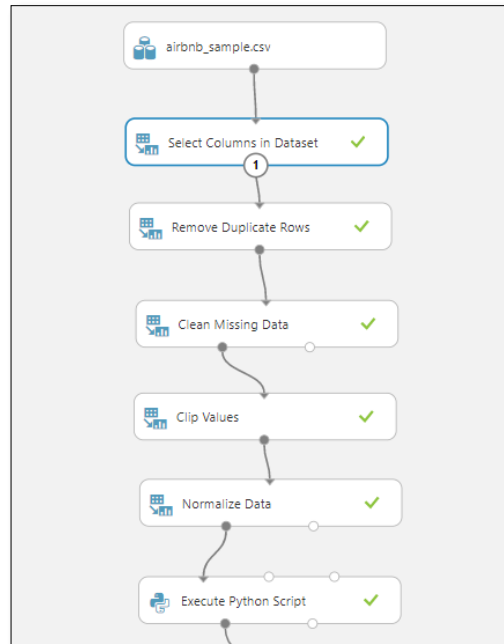 airbnb_sample.csv
Select Columns in Dataset
1
Remove Duplicate Rows
Clean Missing Data
Clip Values
Normalize Data
Execute Python Script